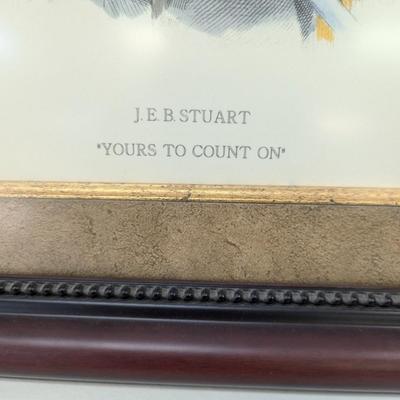 J. E. B. STUART
"YOURS TO COUNT ON"